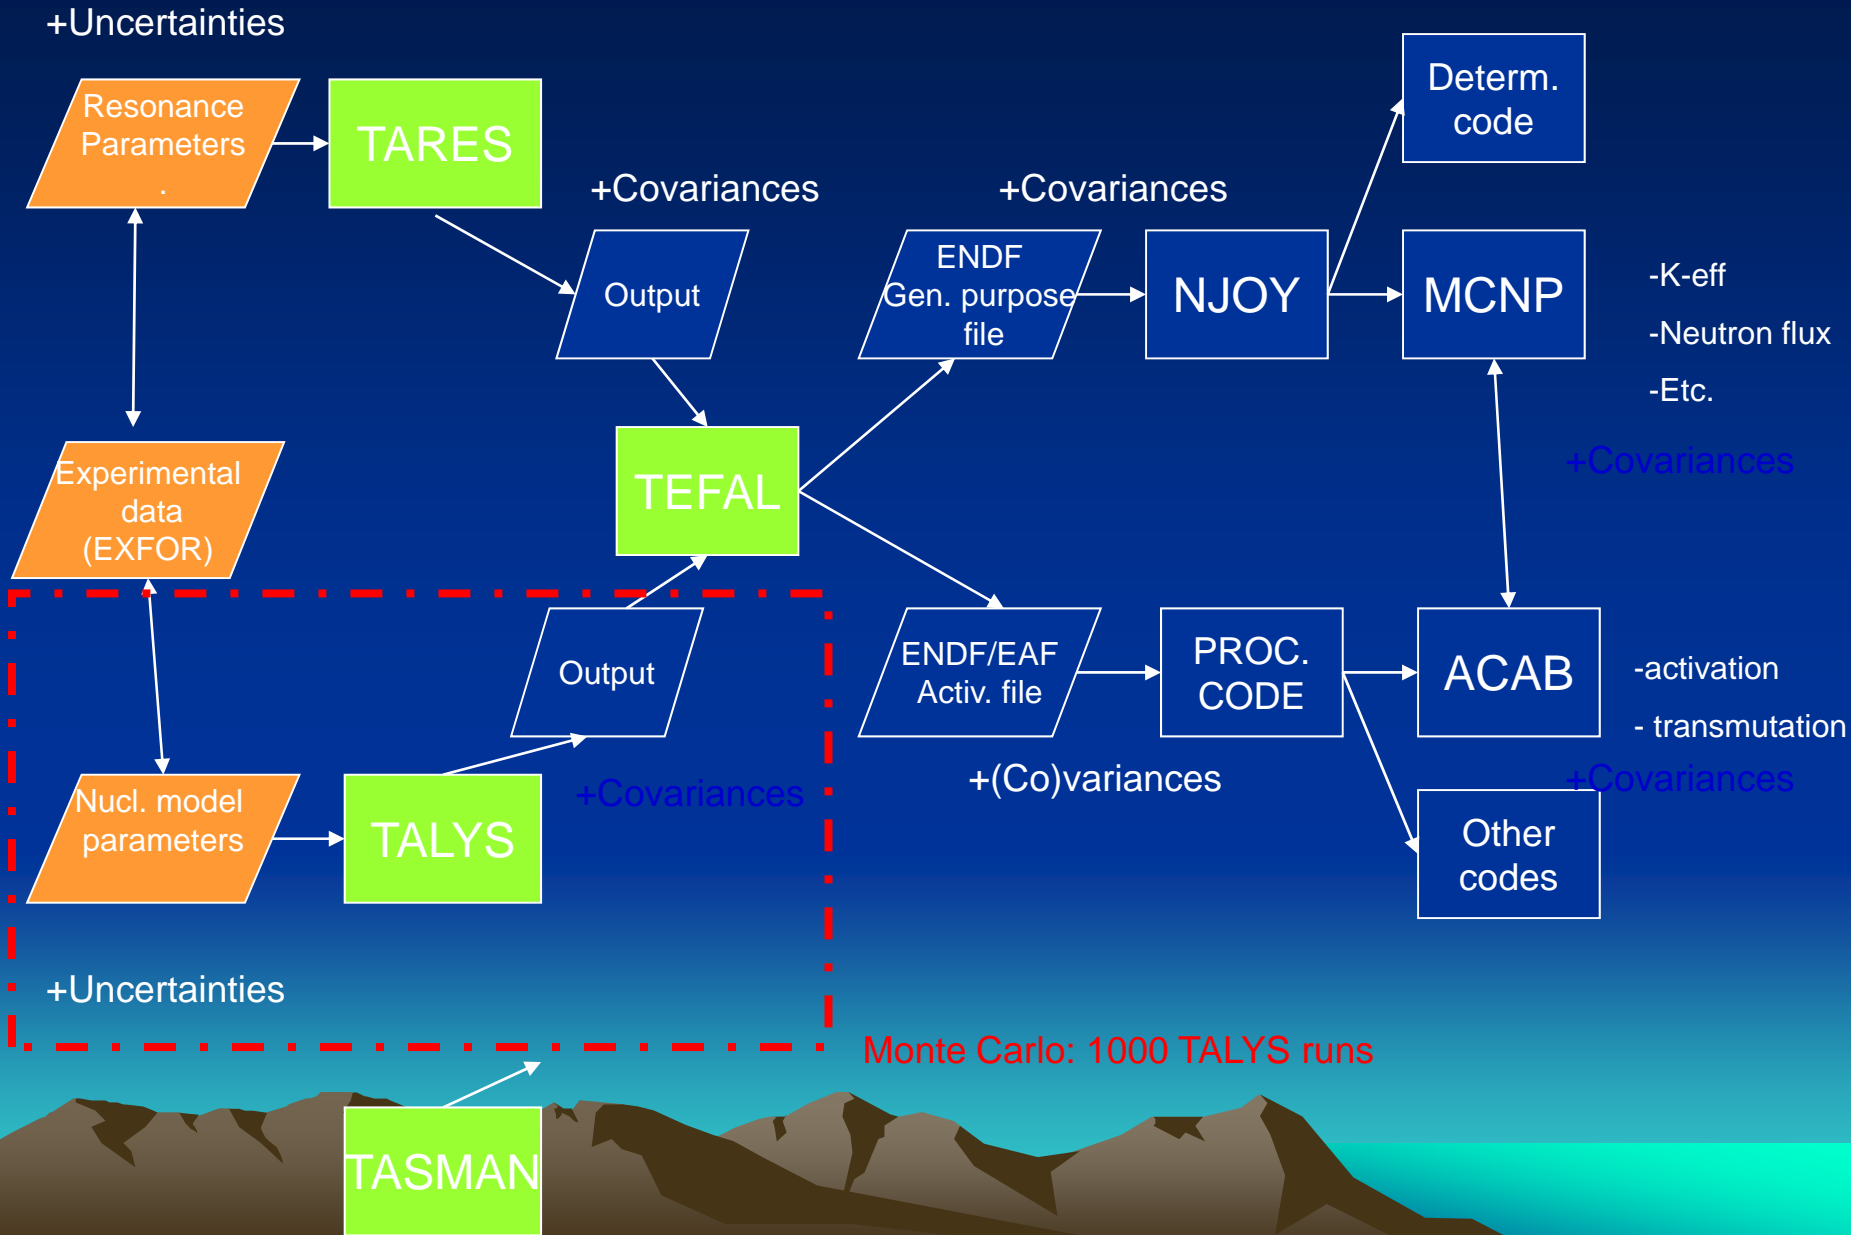 +Uncertainties
Resonance
Parameters
.
TARES
+Covariances
Output
+Covariances
ENDF
Gen. purpose
file
NJOY
Determ.
code
MCNP
-K-eff
-Neutron flux
-Etc.
+Covariances
Experimental
data
(EXFOR)
TEFAL
Output
ENDF/EAF
Activ. file
PROC.
CODE
ACAB
-activation
- transmutation
+Covariances
+(Co)variances
Other
codes
Nucl. model
parameters
TALYS
+Covariances
+Uncertainties
Monte Carlo: 1000 TALYS runs
TASMAN